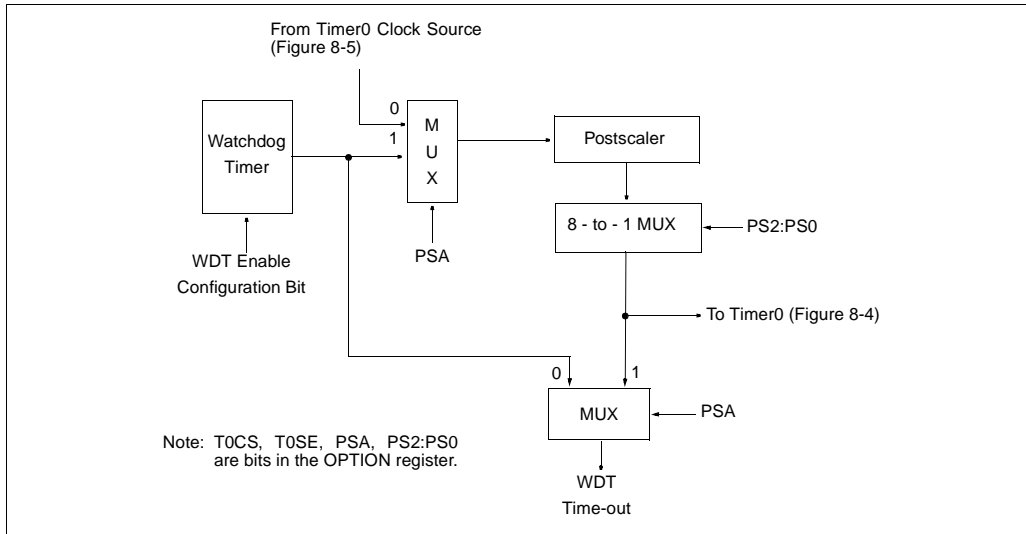 From Timer0 Clock Source
(Figure 8-5)
0
1
M
U
X
Watchdog
Timer
Postscaler
8 - to - 1 MUX
PS2:PS0
PSA
WDT Enable
Configuration Bit
To Timer0 (Figure 8-4)
0
1
MUX
PSA
Note: T0CS, T0SE, PSA, PS2:PS0
are bits in the OPTION register.
WDT
Time-out